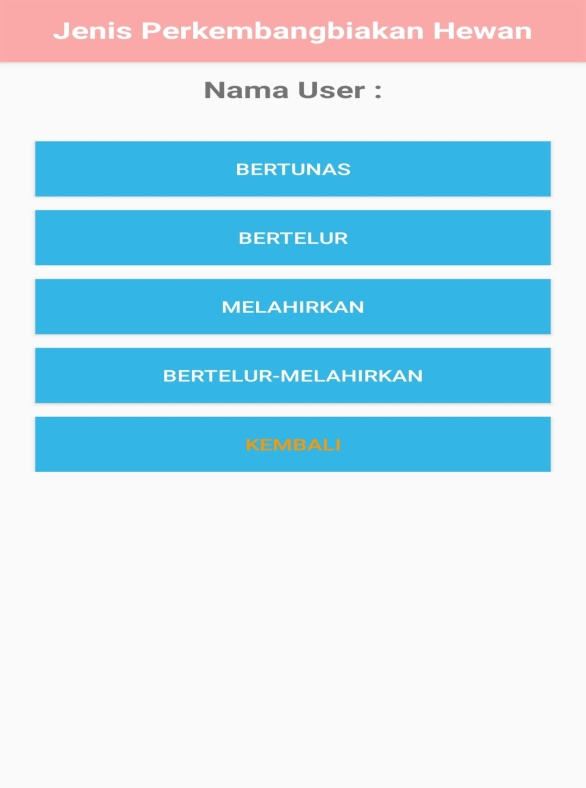 Jenis Perkembangbiakan Hewan
Nama User :
BERTUNAS
BERTELUR
MELAHIRKAN
BERTELUR-MELAHIRKAN
KEMBALI